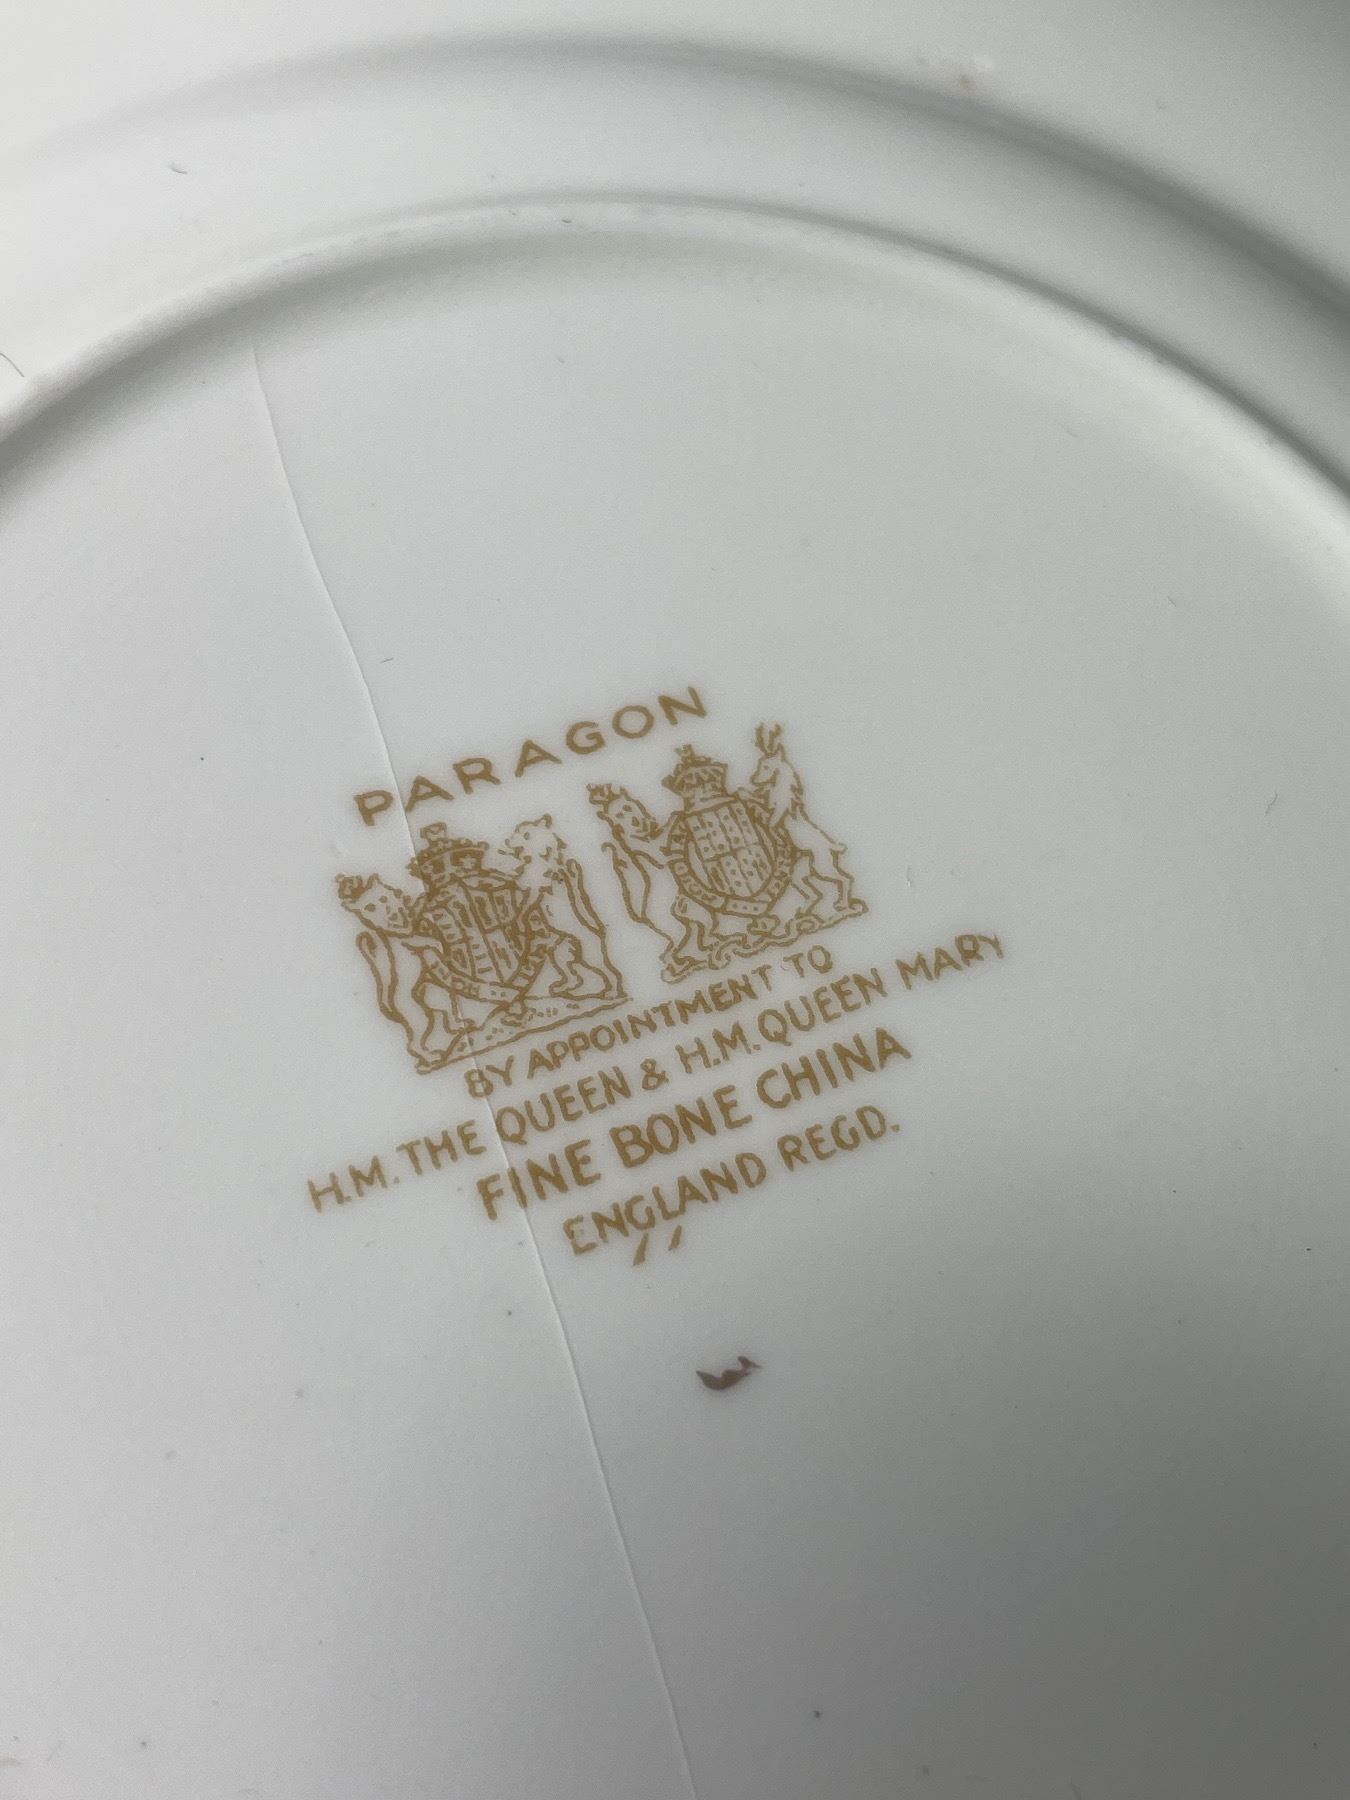 PARAGON
BY APPOINTMENT TO
H.M. THE QUEEN & H.M. QUEEN MARY
FINE BONE CHINA
ENGLAND REGD.